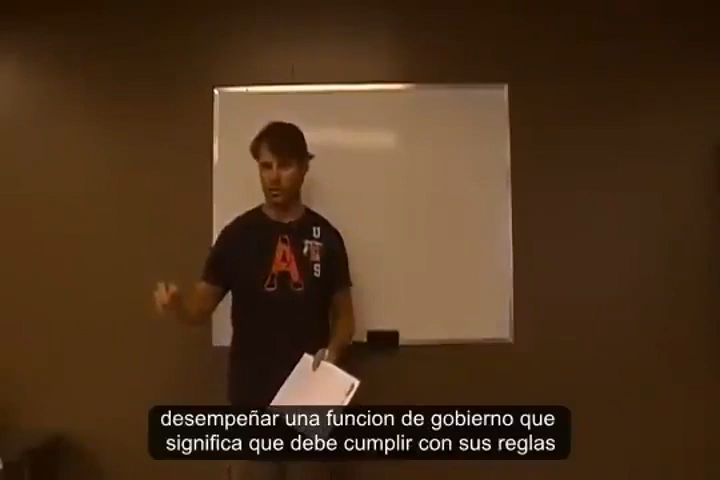 U
A
S
desempeñar una funcion de gobierno que
significa que debe cumplir con sus reglas